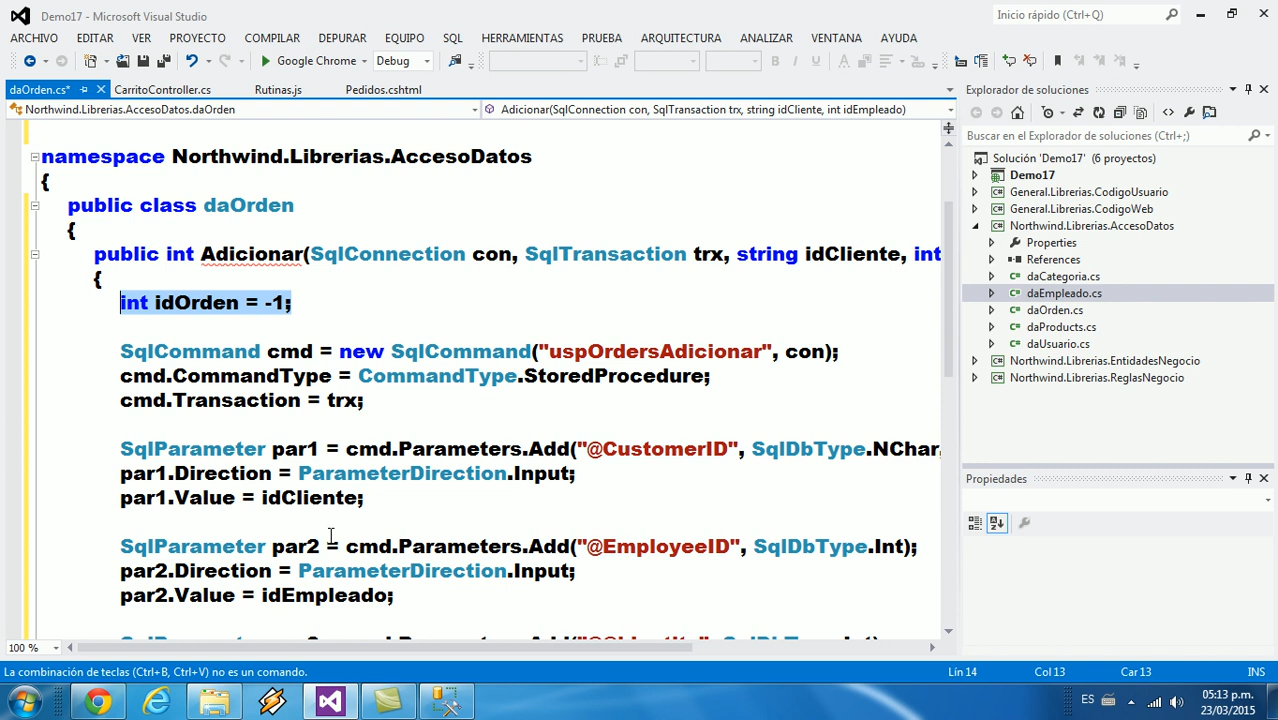 Demo17 - Microsoft Visual Studio
Inicio rápido (Ctrl+Q)
ARCHIVO EDITAR VER PROYECTO COMPILAR DEPURAR EQUIPO SQL HERRAMIENTAS PRUEBA ARQUITECTURA ANALIZAR VENTANA AYUDA
Google Chrome Debug
daOrden.cs* CarritoController.cs Rutinas.js Pedidos.cshtml
Northwind.Librerias.AccesoDatos.daOrden Adicionar(SqlConnection con, SqlTransaction trx, string idCliente, int idEmpleado)
namespace Northwind.Librerias.AccesoDatos
{
public class daOrden
{
public int Adicionar(SqlConnection con, SqlTransaction trx, string idCliente, int
{
int idOrden = -1;
SqlCommand cmd = new SqlCommand("uspOrdersAdicionar", con);
cmd.CommandType = CommandType.StoredProcedure;
cmd.Transaction = trx;
SqlParameter par1 = cmd.Parameters.Add("@CustomerID", SqlDbType.NChar,
par1.Direction = ParameterDirection.Input;
par1.Value = idCliente;
SqlParameter par2 = cmd.Parameters.Add("@EmployeeID", SqlDbType.Int);
par2.Direction = ParameterDirection.Input;
par2.Value = idEmpleado;
100 %
Explorador de soluciones
Buscar en el Explorador de soluciones (Ctrl+;)
Solución 'Demo17' (6 proyectos)
Demo17
General.Librerias.CodigoUsuario
General.Librerias.CodigoWeb
Northwind.Librerias.AccesoDatos
Properties
References
daCategoria.cs
daEmpleado.cs
daOrden.cs
daProducts.cs
daUsuario.cs
Northwind.Librerias.EntidadesNegocio
Northwind.Librerias.ReglasNegocio
Propiedades
La combinación de teclas (Ctrl+B, Ctrl+V) no es un comando. Lín 14 Col 13 Car 13 INS
ES 05:13 p.m.
23/03/2015